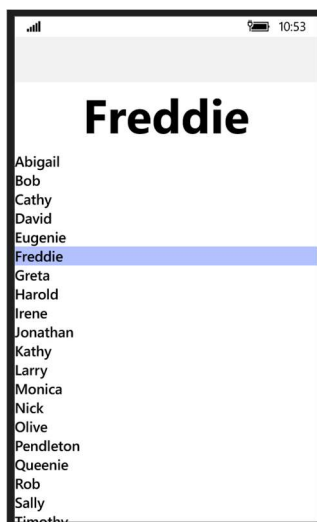 10:53
Freddie
Abigail
Bob
Cathy
David
Eugenie
Freddie
Greta
Harold
Irene
Jonathan
Kathy
Larry
Monica
Nick
Olive
Pendleton
Queenie
Rob
Sally
Timothy